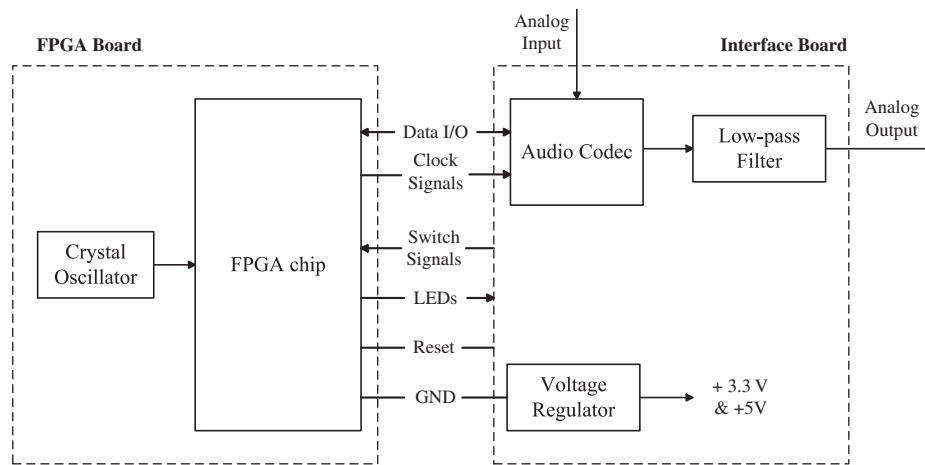 Analog
Input
FPGA Board
Interface Board
Analog
Output
Data I/O
Audio Codec
Low-pass
Filter
Clock
Signals
Crystal
Oscillator
FPGA chip
Switch
Signals
LEDs
Reset
GND
Voltage
Regulator
+ 3.3 V
& +5V